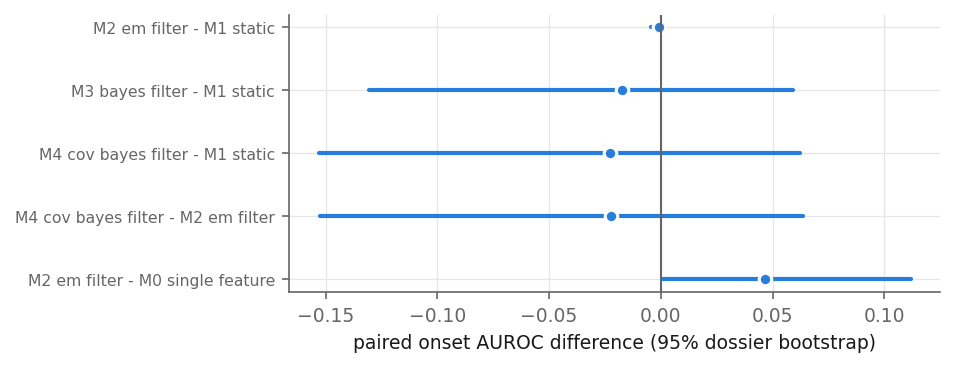 M2 em filter - M1 static
M3 bayes filter - M1 static
M4 cov bayes filter - M1 static
M4 cov bayes filter - M2 em filter
M2 em filter - M0 single feature
−0.15 −0.10 −0.05 0.00 0.05 0.10
paired onset AUROC difference (95% dossier bootstrap)